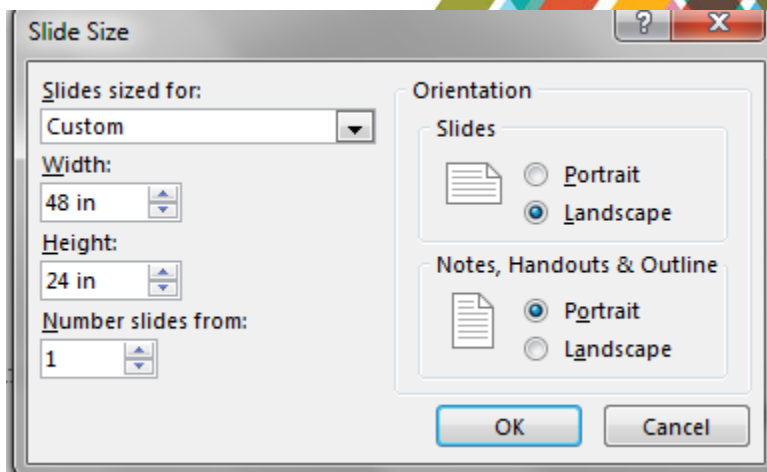 Slide Size
?
X
Slides sized for:
Custom
Width:
48 in
Height:
24 in
Number slides from:
1
Orientation
Slides
Portrait
Landscape
Notes, Handouts & Outline
Portrait
Landscape
OK
Cancel